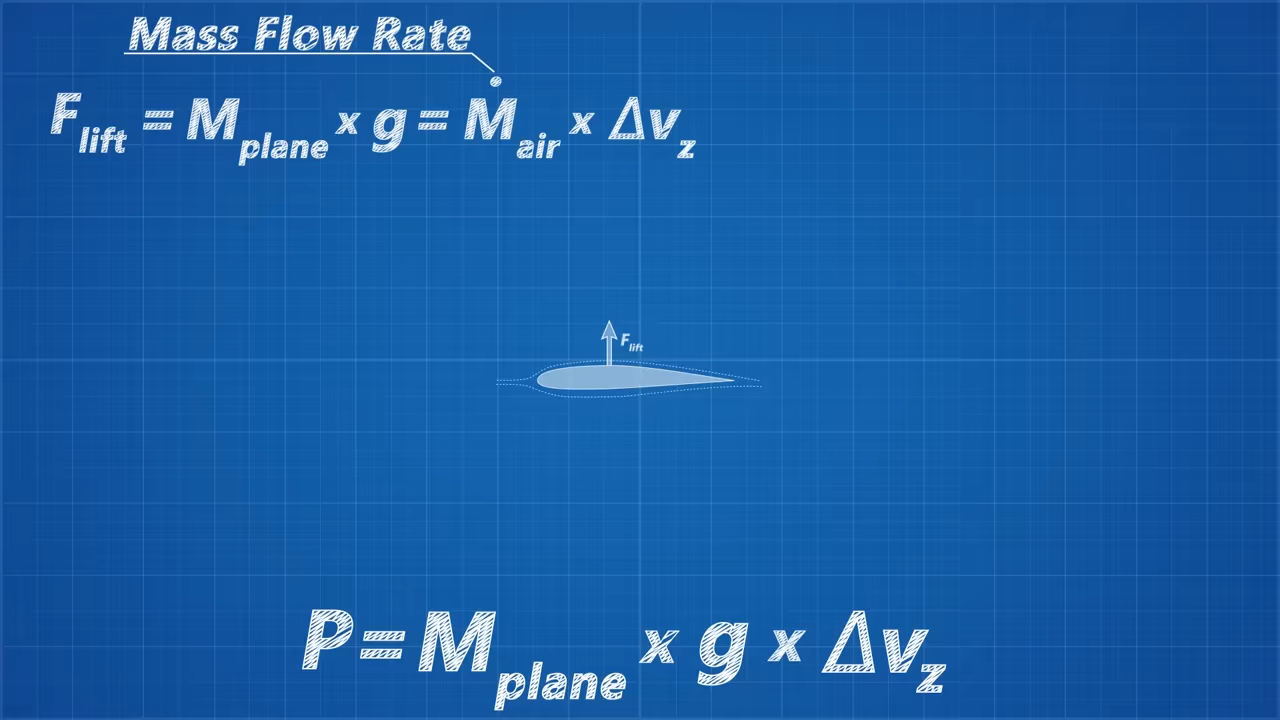 Mass Flow Rate
F_lift = M_plane x g = Ṁ_air x Δv_z
F_lift
P = M_plane x g x Δv_z